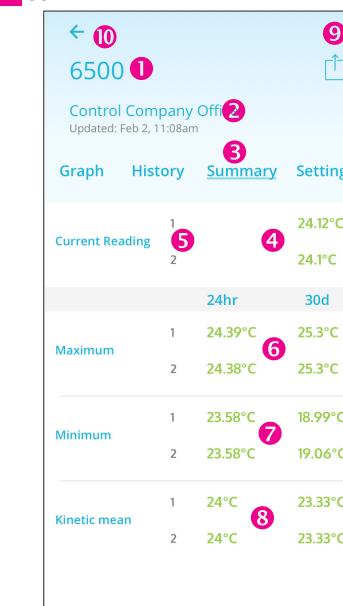 ← 10
9
6500 1
Control Company Offi 2
Updated: Feb 2, 11:08am
3
Graph History Summary Setting
1 24.12°C
Current Reading 5 4
2 24.1°C
24hr 30d
1 24.39°C 25.3°C
Maximum 6
2 24.38°C 25.3°C
1 23.58°C 18.99°C
Minimum 7
2 23.58°C 19.06°C
1 24°C 23.33°C
Kinetic mean 8
2 24°C 23.33°C